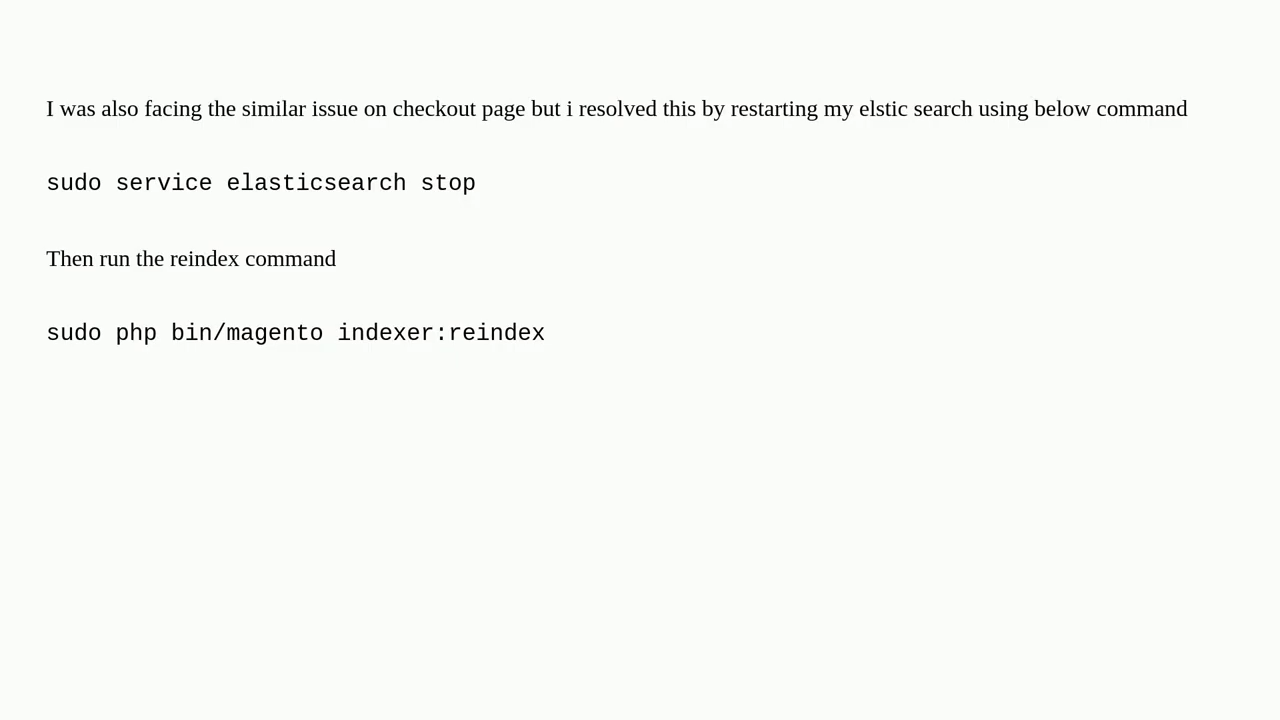 I was also facing the similar issue on checkout page but i resolved this by restarting my elstic search using below command
sudo service elasticsearch stop
Then run the reindex command
sudo php bin/magento indexer:reindex